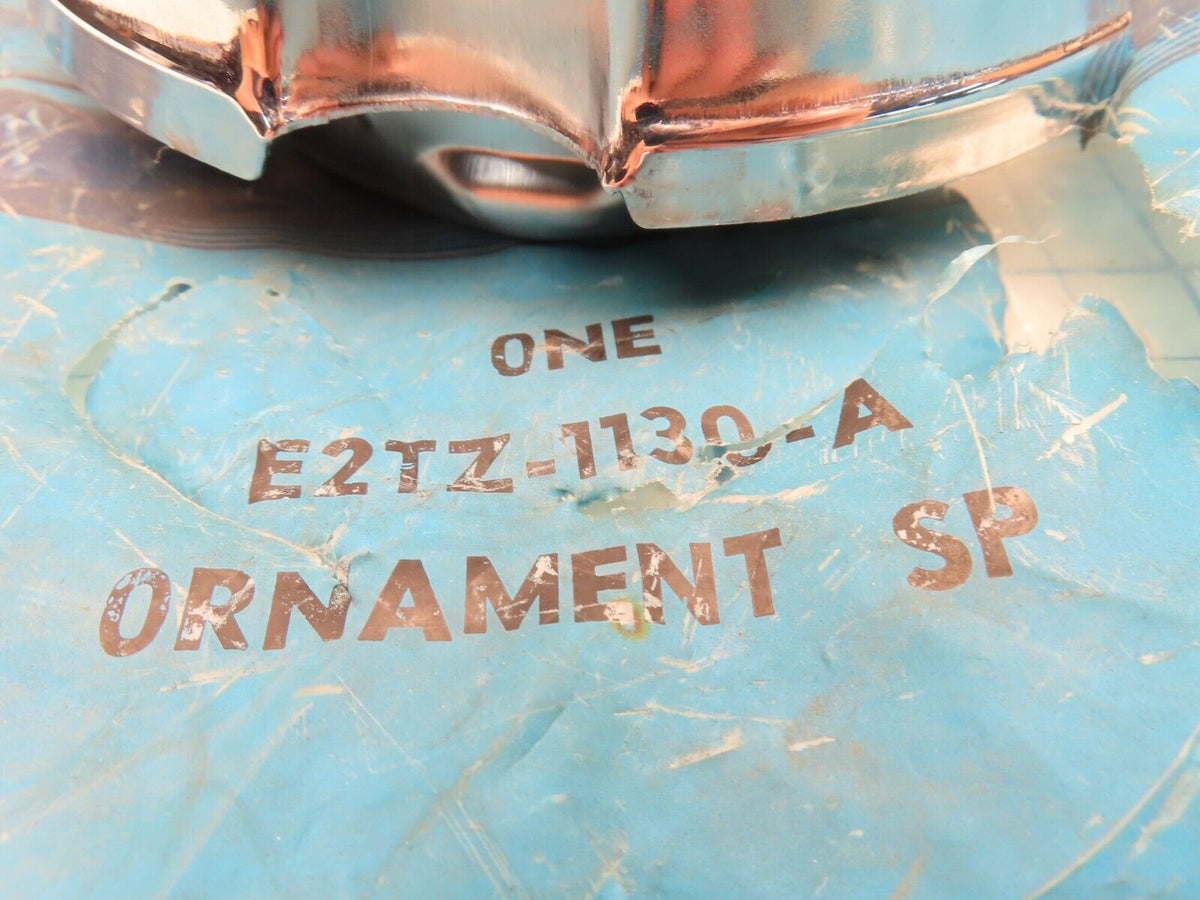 ONE
E2TZ-1130-A
ORNAMENT SP